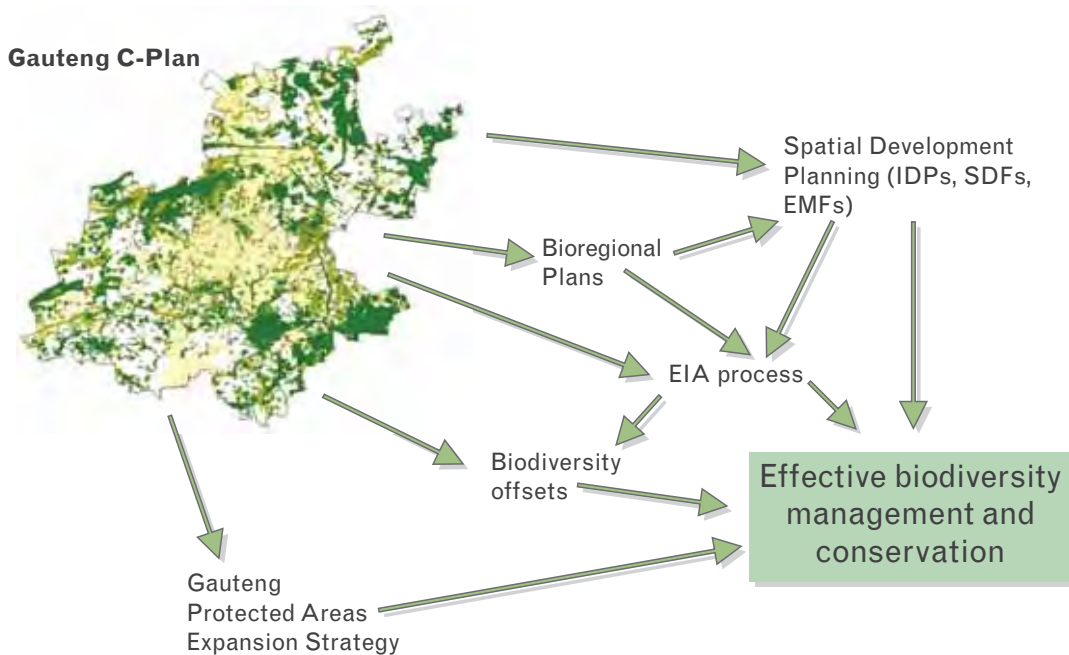 Gauteng C-Plan
Spatial Development
Planning (IDPs, SDFs,
EMFs)
Bioregional
Plans
EIA process
Biodiversity
offsets
Effective biodiversity
management and
conservation
Gauteng
Protected Areas
Expansion Strategy